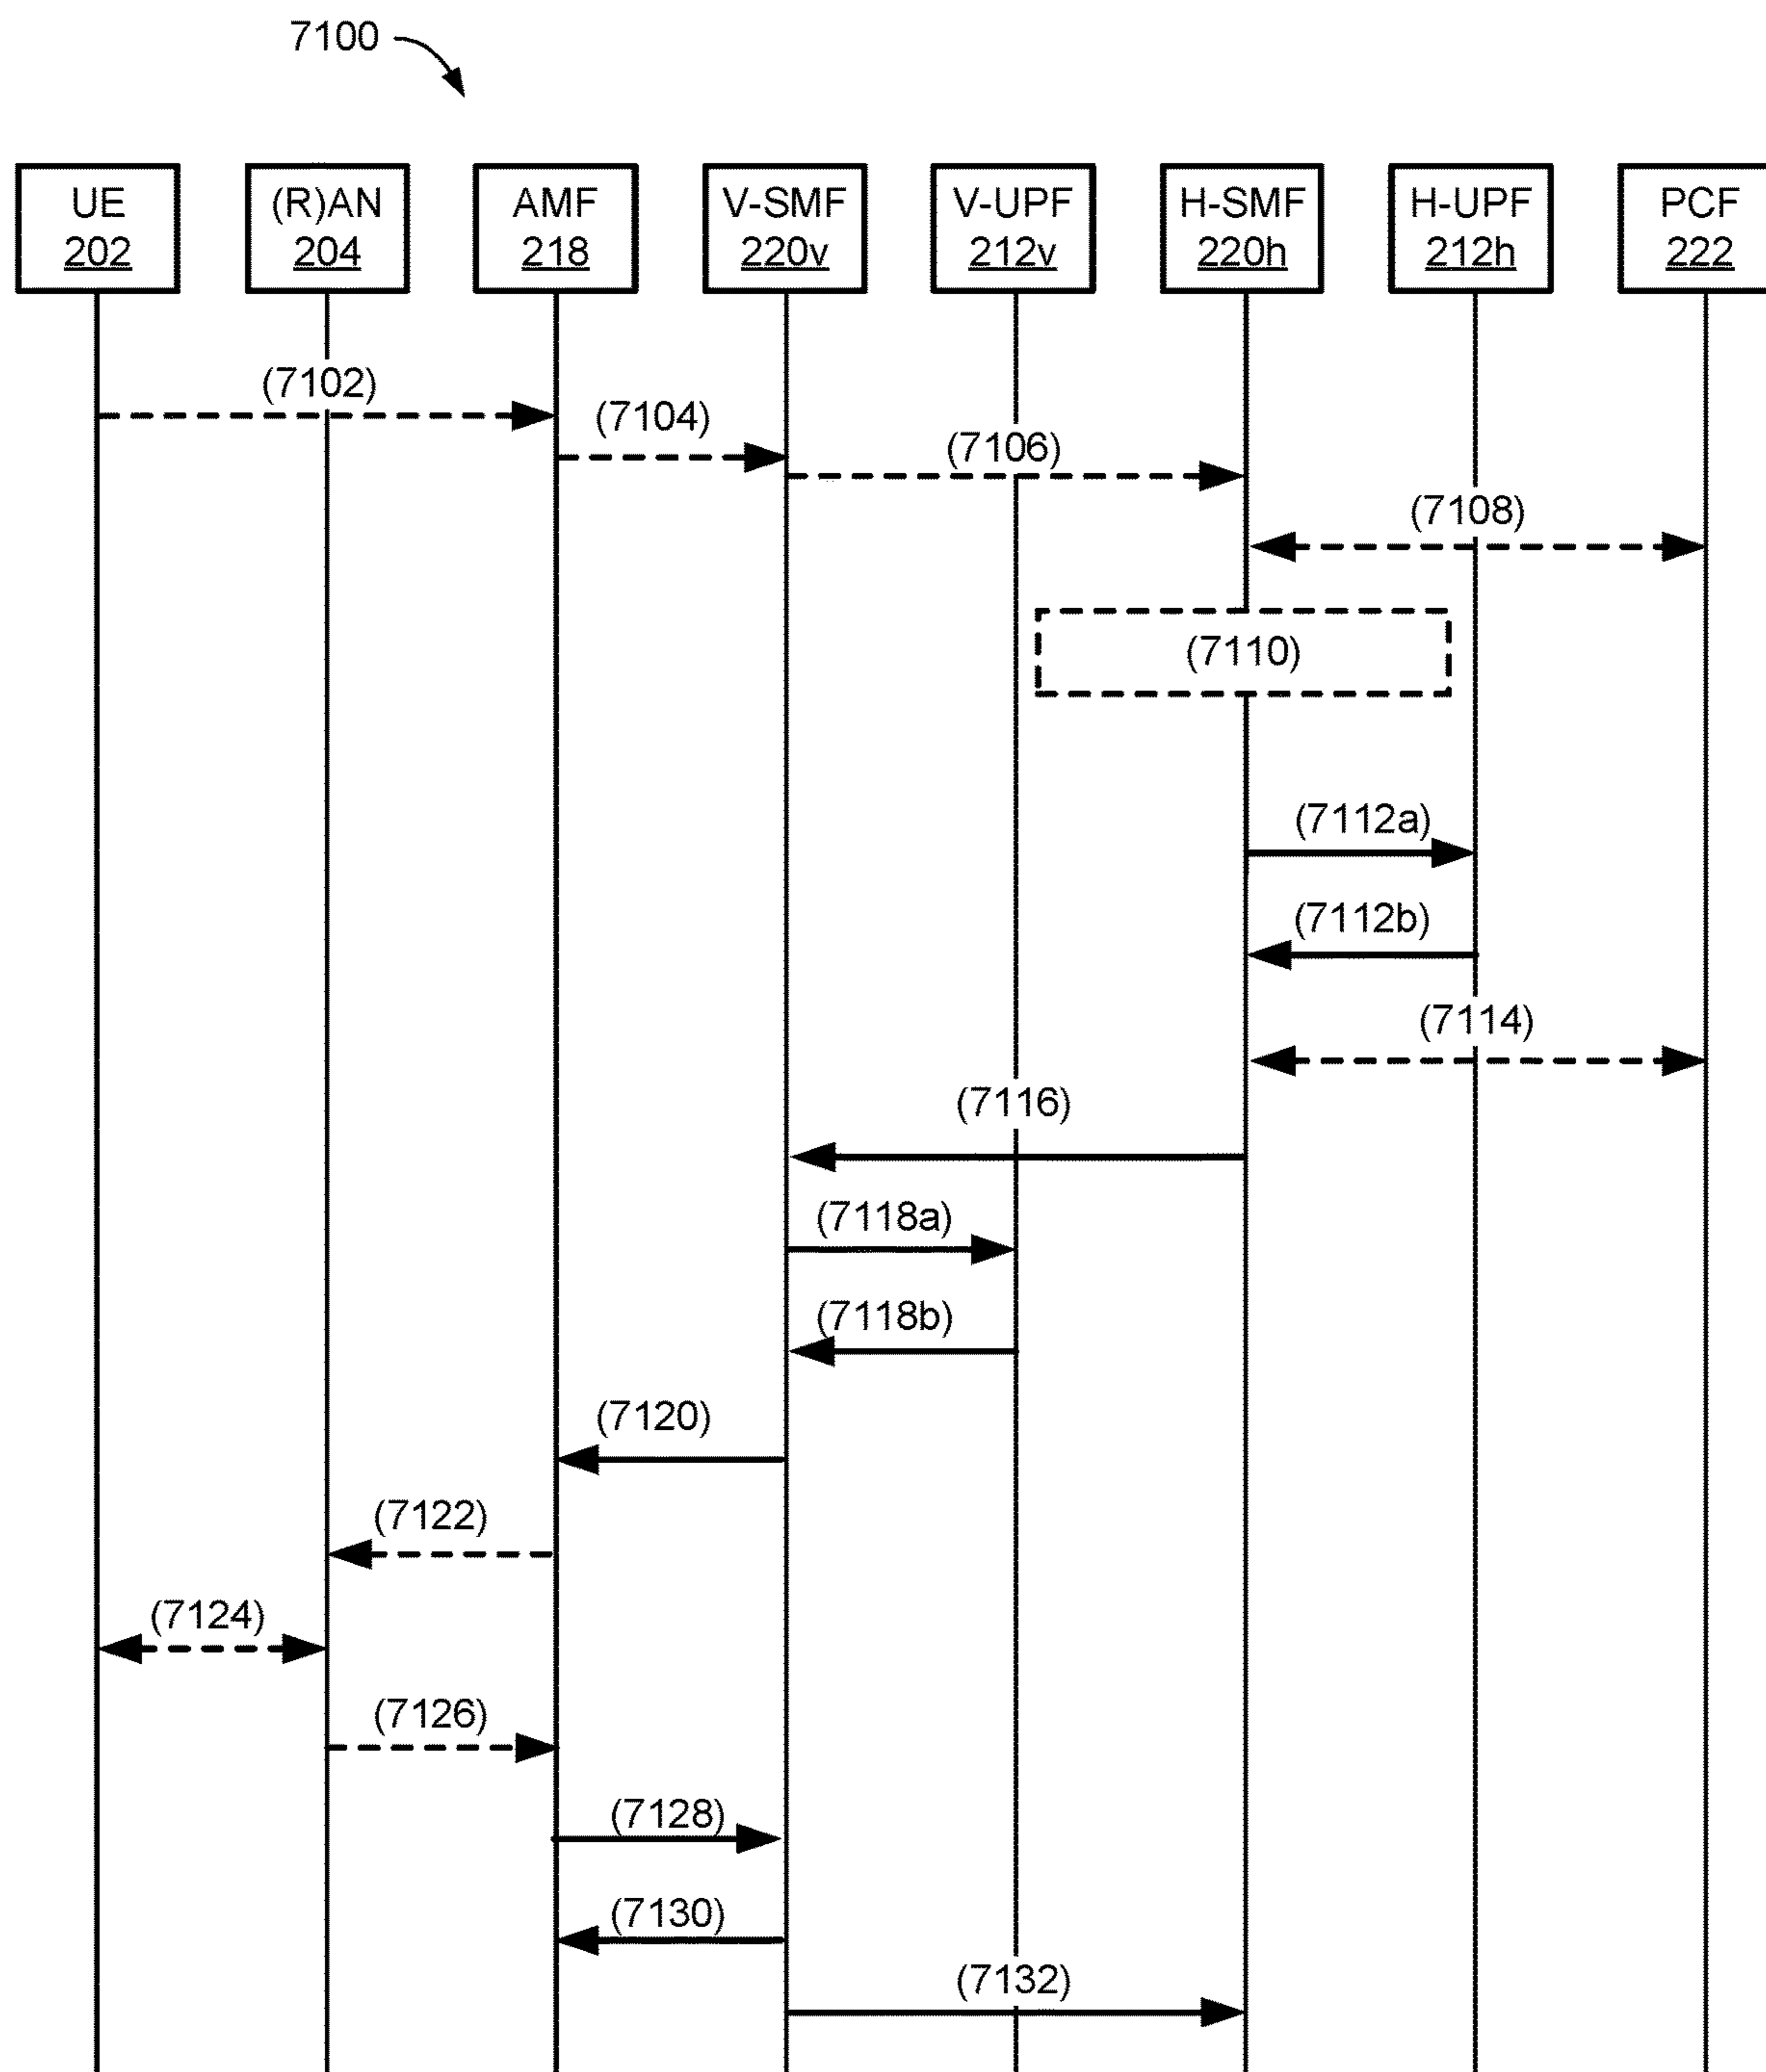 7100
UE
202
(R)AN
204
AMF
218
V-SMF
220v
V-UPF
212v
H-SMF
220h
H-UPF
212h
PCF
222
(7102)
(7104)
(7106)
(7108)
(7110)
(7112a)
(7112b)
(7114)
(7116)
(7118a)
(7118b)
(7120)
(7122)
(7124)
(7126)
(7128)
(7130)
(7132)